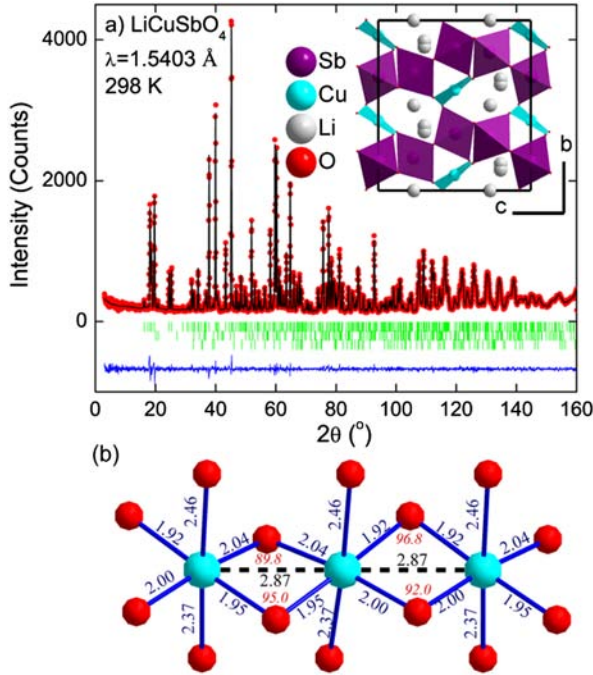 a) LiCuSbO4
λ=1.5403 Å
298 K
Sb
Cu
Li
O
b
c
Intensity (Counts)
4000
2000
0
0 20 40 60 80 100 120 140 160
2θ (°)
(b)
2.46 2.46 2.46
1.92 2.04 2.04 1.92 1.92 2.04
89.8 96.8
2.87 2.87
95.0 92.0
2.00 1.95 1.95 2.00 2.00 1.95
2.37 2.37 2.37